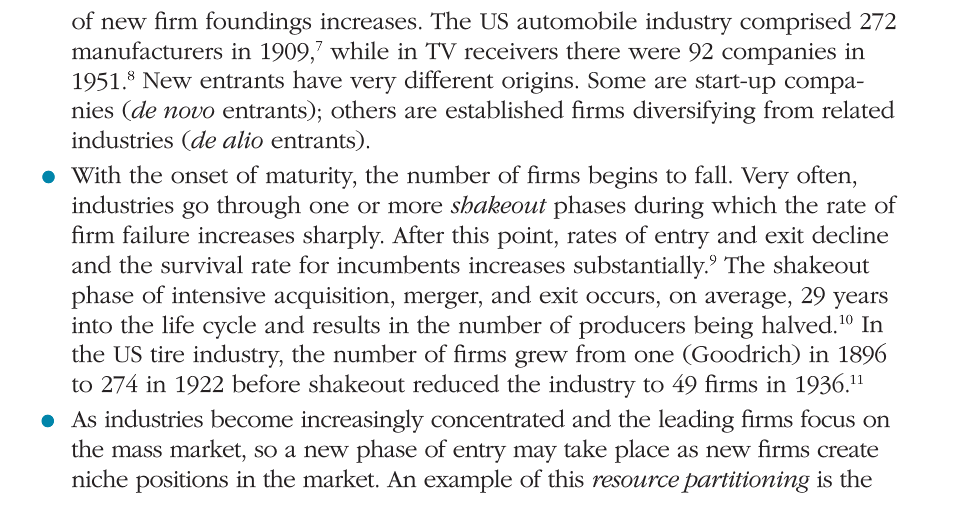 of new firm foundings increases. The US automobile industry comprised 272
manufacturers in 1909,⁷ while in TV receivers there were 92 companies in
1951.⁸ New entrants have very different origins. Some are start-up compa-
nies (de novo entrants); others are established firms diversifying from related
industries (de alio entrants).
● With the onset of maturity, the number of firms begins to fall. Very often,
industries go through one or more shakeout phases during which the rate of
firm failure increases sharply. After this point, rates of entry and exit decline
and the survival rate for incumbents increases substantially.⁹ The shakeout
phase of intensive acquisition, merger, and exit occurs, on average, 29 years
into the life cycle and results in the number of producers being halved.¹⁰ In
the US tire industry, the number of firms grew from one (Goodrich) in 1896
to 274 in 1922 before shakeout reduced the industry to 49 firms in 1936.¹¹
● As industries become increasingly concentrated and the leading firms focus on
the mass market, so a new phase of entry may take place as new firms create
niche positions in the market. An example of this resource partitioning is the